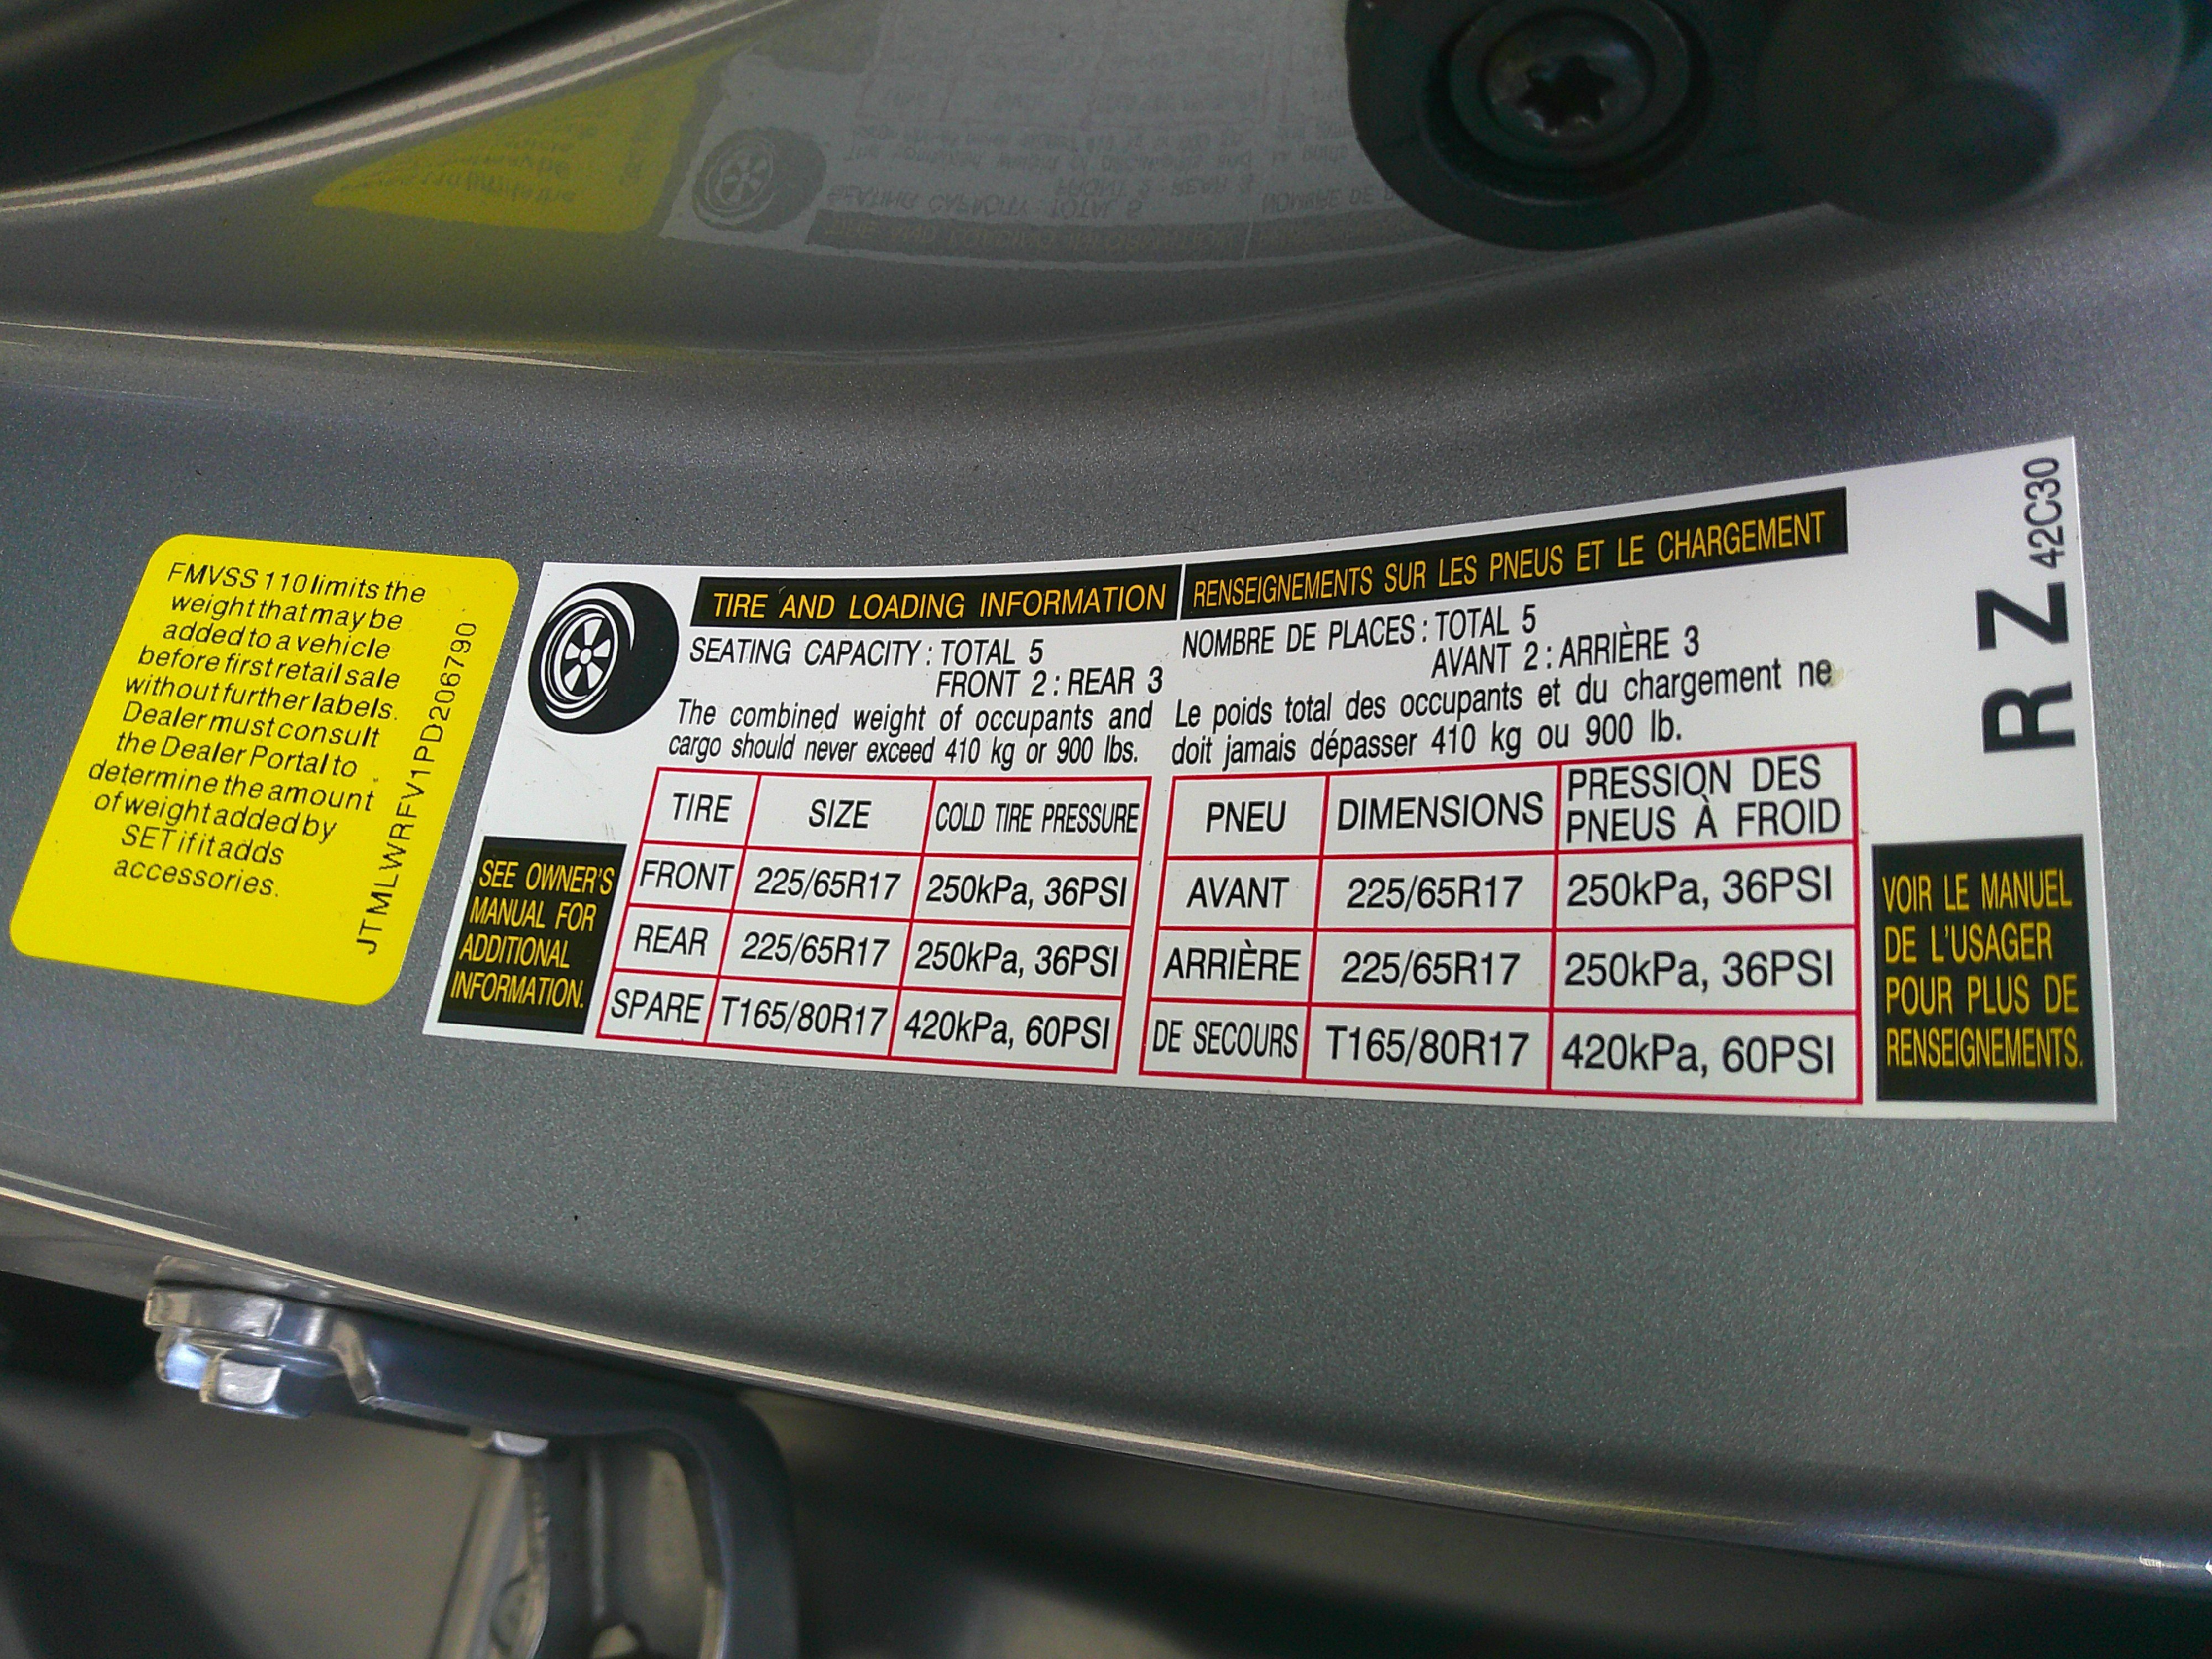 FMVSS 110 limits the
weight that may be
added to a vehicle
before first retail sale
without further labels.
Dealer must consult
the Dealer Portal to
determine the amount
of weight added by
SET if it adds
accessories.
JTMLWRFV1PD206790
TIRE AND LOADING INFORMATION
SEATING CAPACITY : TOTAL 5
FRONT 2 : REAR 3
The combined weight of occupants and
cargo should never exceed 410 kg or 900 lbs.
TIRE SIZE COLD TIRE PRESSURE
FRONT 225/65R17 250kPa, 36PSI
REAR 225/65R17 250kPa, 36PSI
SPARE T165/80R17 420kPa, 60PSI
SEE OWNER'S
MANUAL FOR
ADDITIONAL
INFORMATION.
RENSEIGNEMENTS SUR LES PNEUS ET LE CHARGEMENT
NOMBRE DE PLACES : TOTAL 5
AVANT 2 : ARRIÈRE 3
Le poids total des occupants et du chargement ne
doit jamais dépasser 410 kg ou 900 lb.
PNEU DIMENSIONS PRESSION DES
PNEUS À FROID
AVANT 225/65R17 250kPa, 36PSI
ARRIÈRE 225/65R17 250kPa, 36PSI
DE SECOURS T165/80R17 420kPa, 60PSI
VOIR LE MANUEL
DE L'USAGER
POUR PLUS DE
RENSEIGNEMENTS.
R Z 42C30